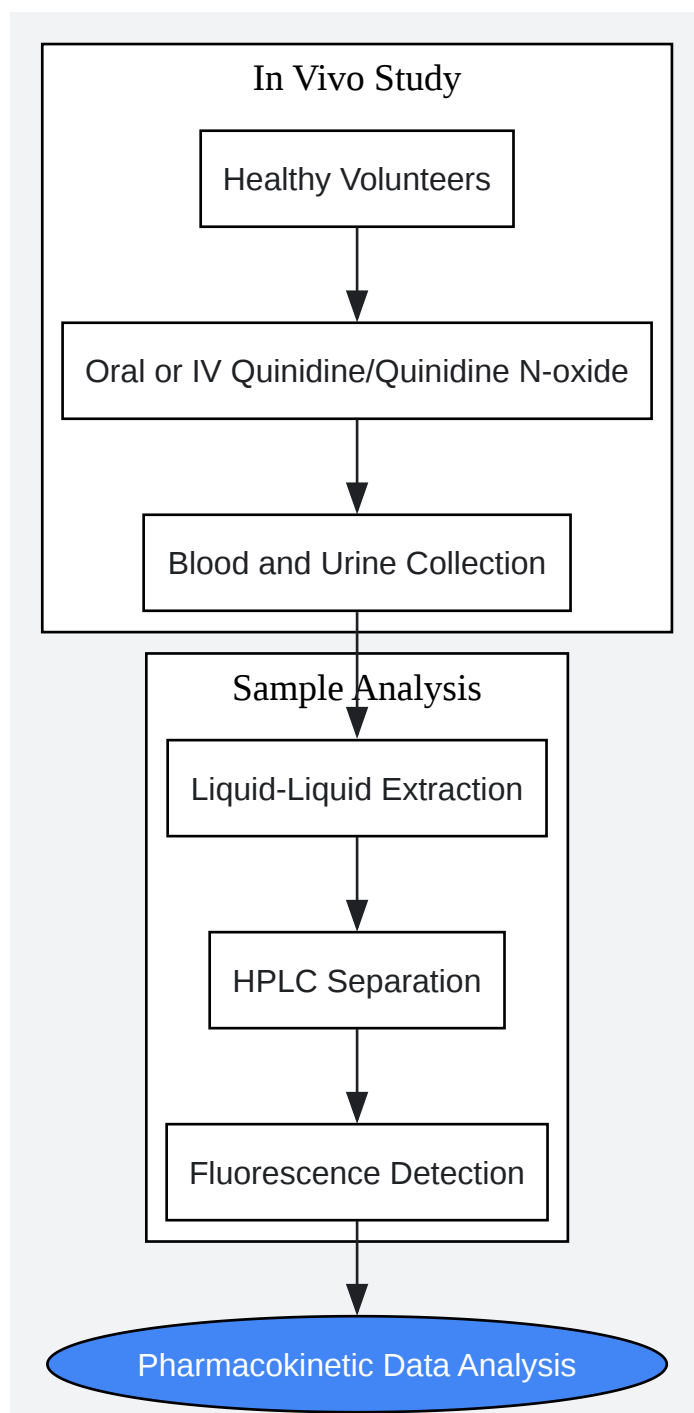 In Vivo Study
Healthy Volunteers
Oral or IV Quinidine/Quinidine N-oxide
Blood and Urine Collection
Sample Analysis
Liquid-Liquid Extraction
HPLC Separation
Fluorescence Detection
Pharmacokinetic Data Analysis